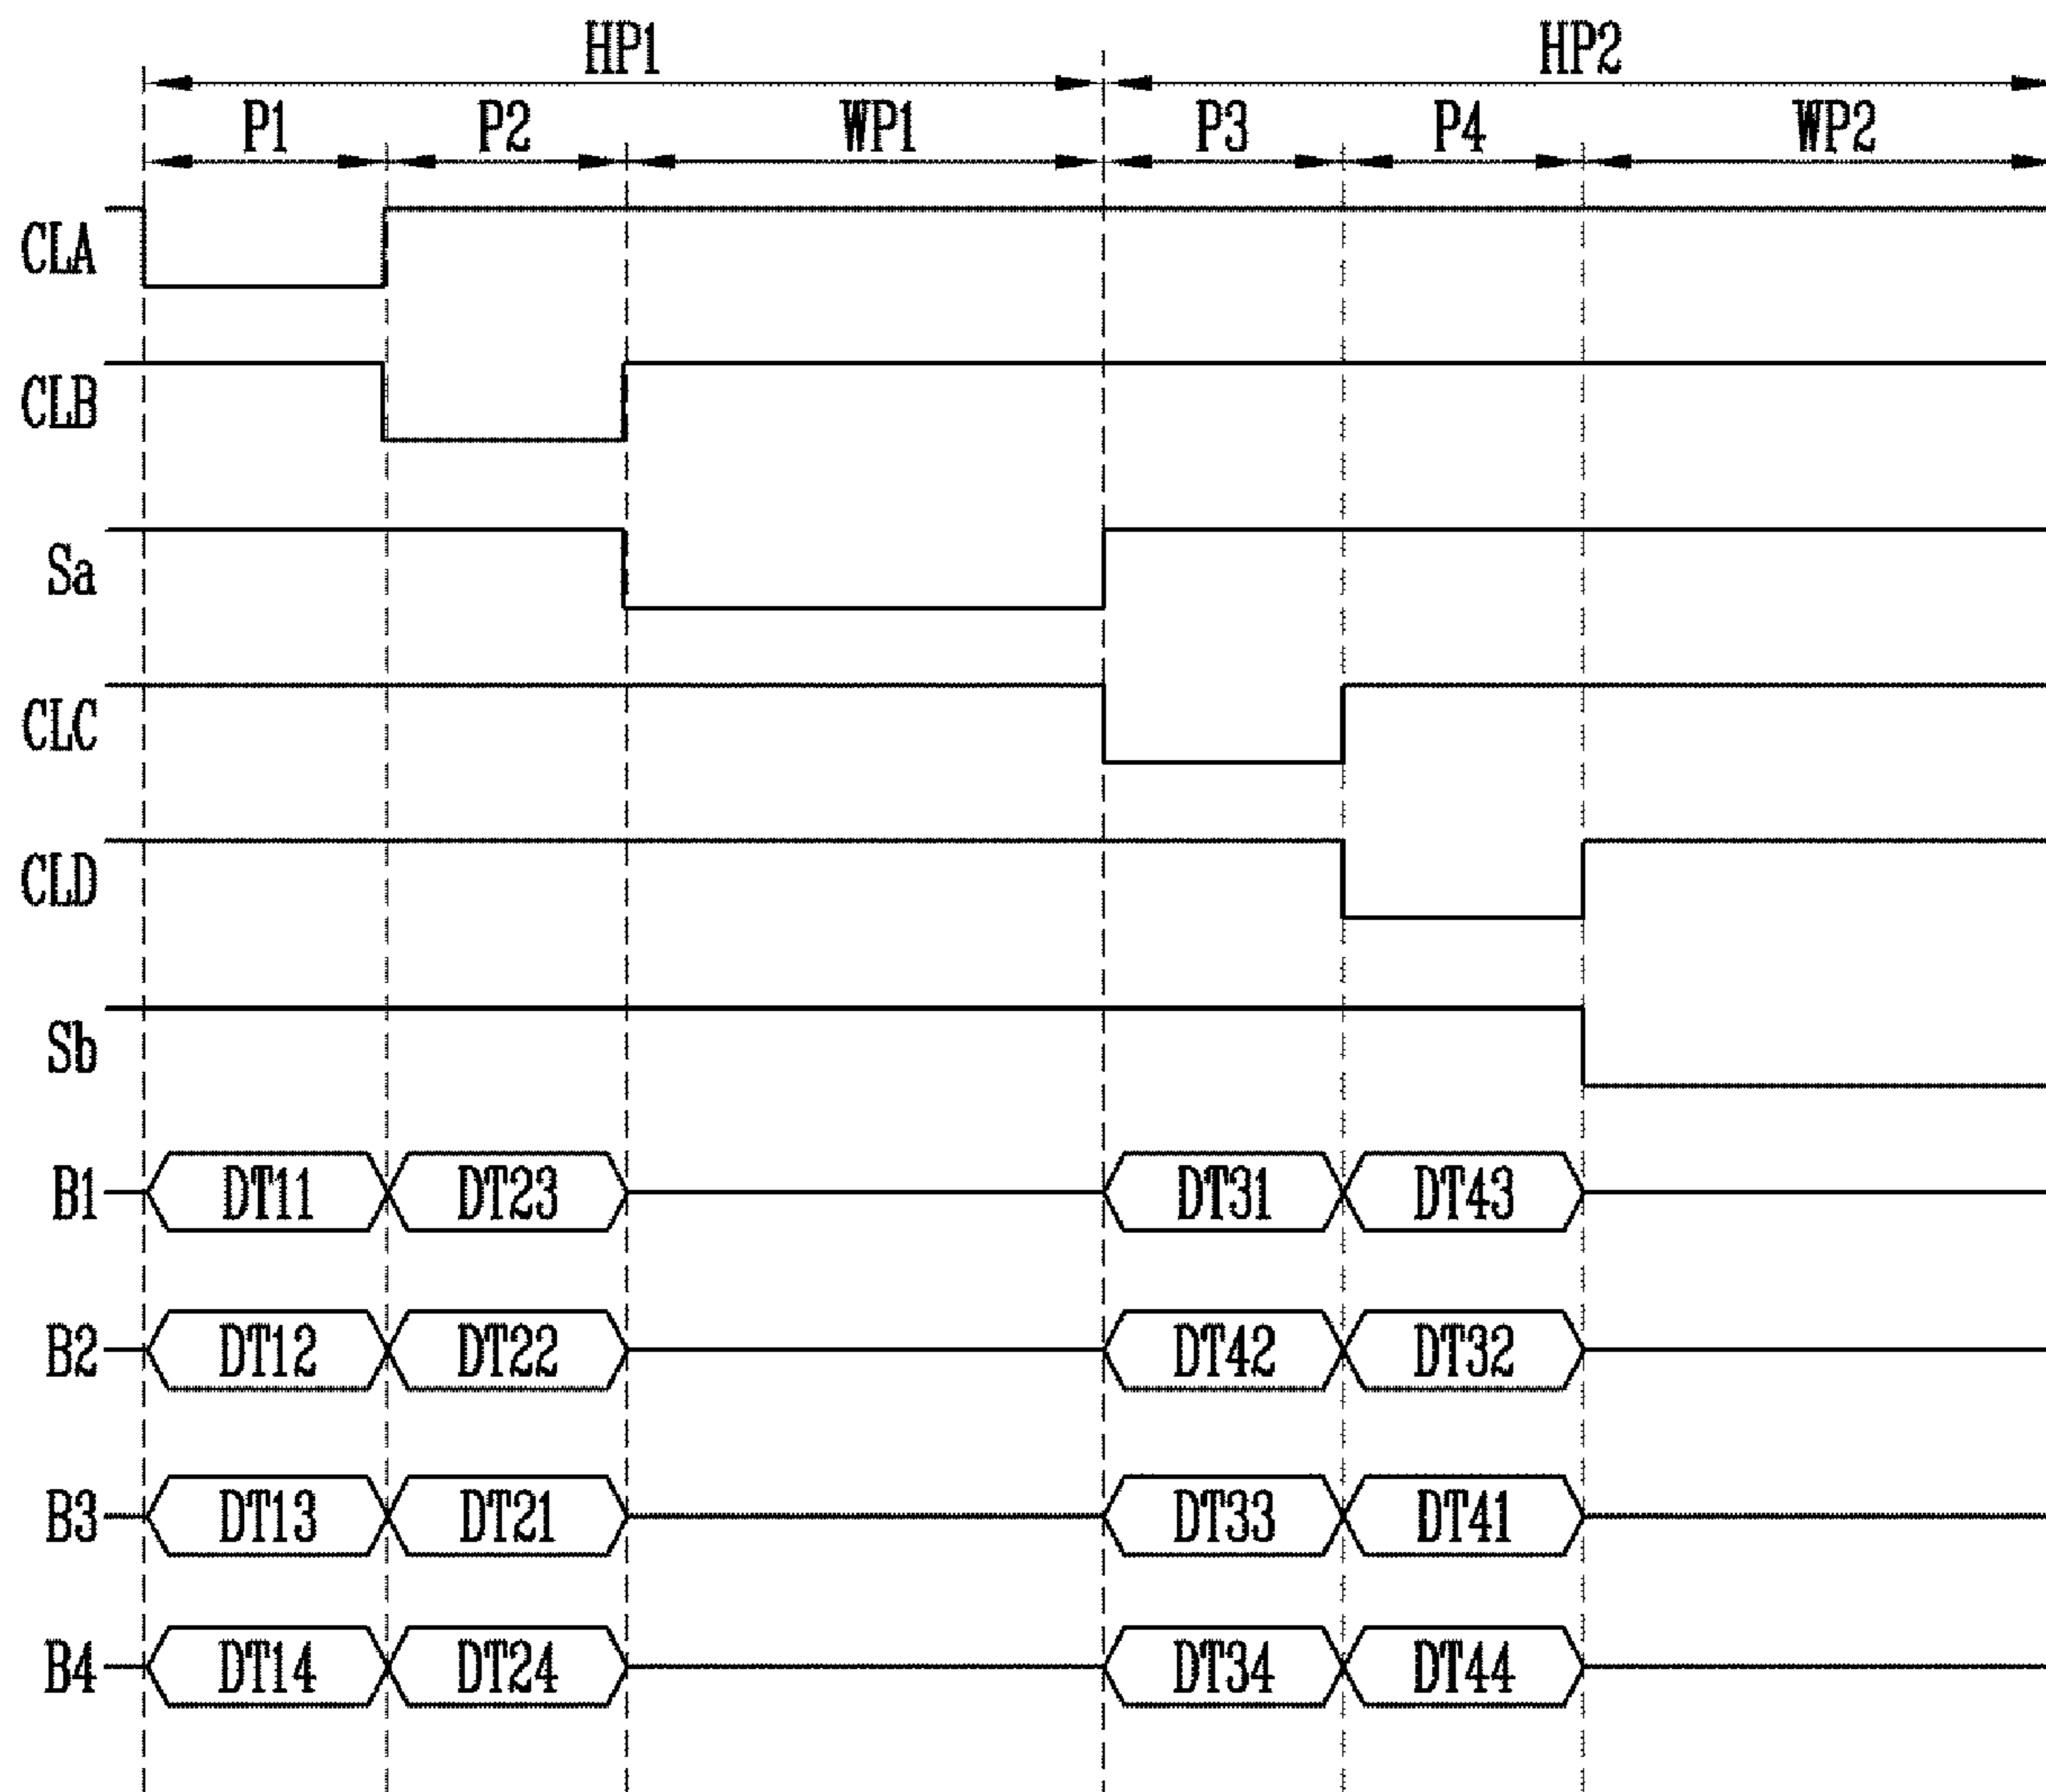 HP1 HP2
P1 P2 WP1 P3 P4 WP2
CLA
CLB
Sa
CLC
CLD
Sb
B1 DT11 DT23 DT31 DT43
B2 DT12 DT22 DT42 DT32
B3 DT13 DT21 DT33 DT41
B4 DT14 DT24 DT34 DT44